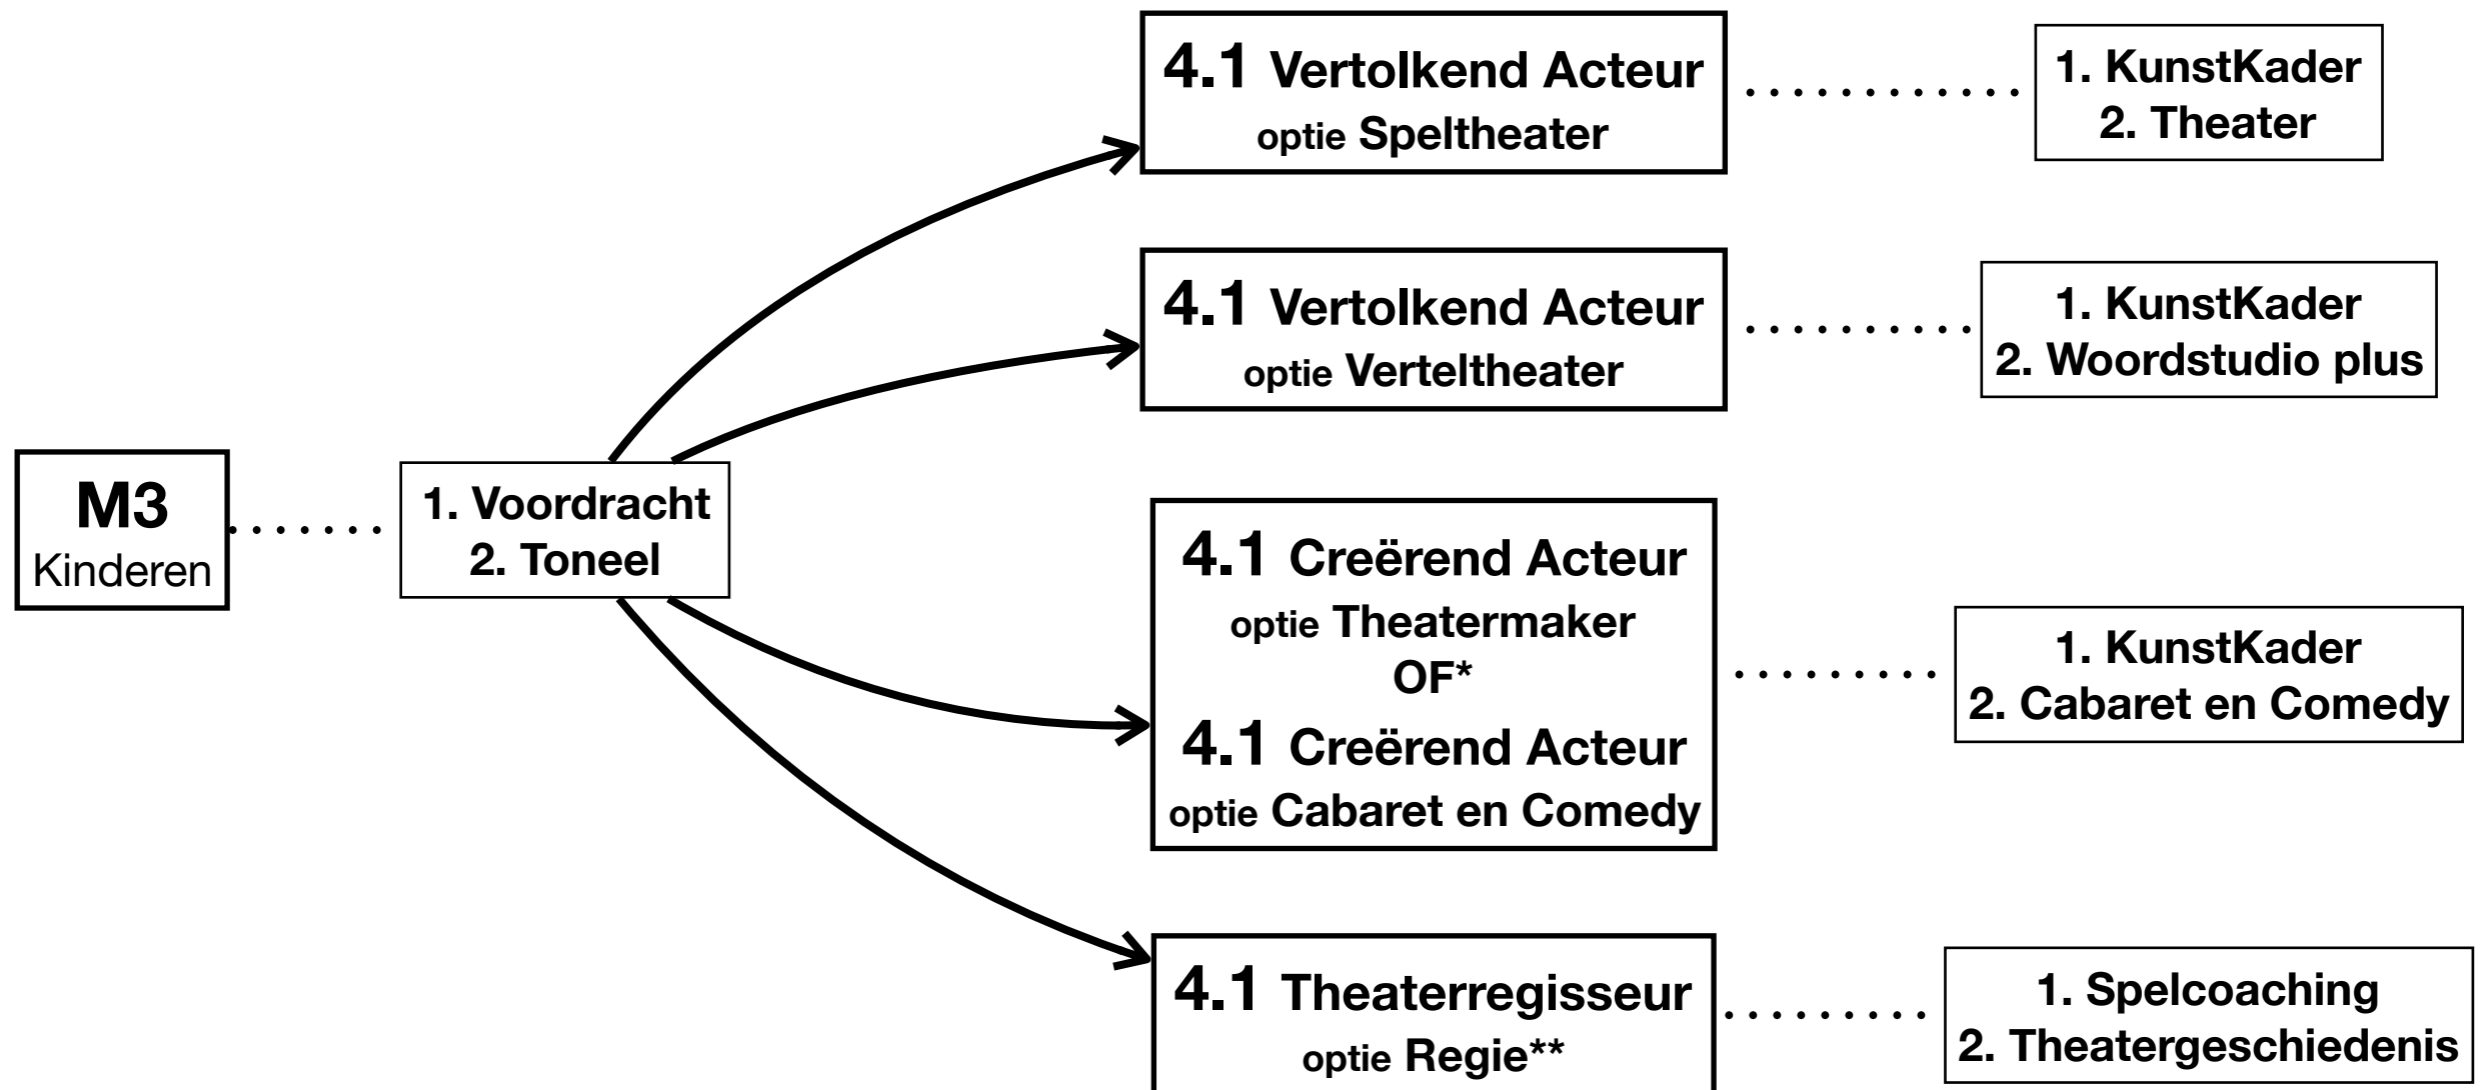 M3
Kinderen
1. Voordracht
2. Toneel
4.1 Vertolkend Acteur
optie Speltheater
1. KunstKader
2. Theater
4.1 Vertolkend Acteur
optie Verteltheater
1. KunstKader
2. Woordstudio plus
4.1 Creërend Acteur
optie Theatermaker
OF*
4.1 Creërend Acteur
optie Cabaret en Comedy
1. KunstKader
2. Cabaret en Comedy
4.1 Theaterregisseur
optie Regie**
1. Spelcoaching
2. Theatergeschiedenis